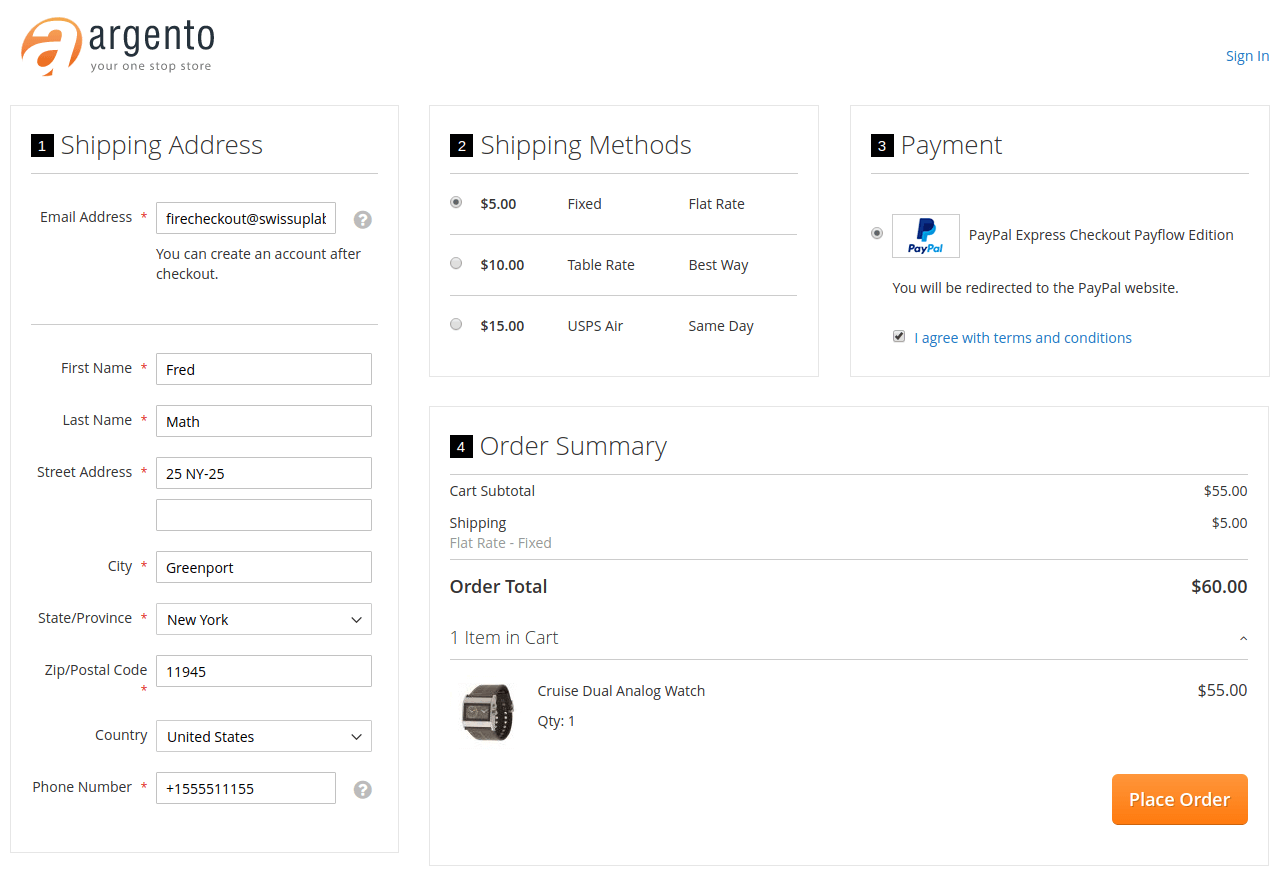 argento
your one stop store
Sign In
1 Shipping Address
Email Address * firecheckout@swissuplab ?
You can create an account after
checkout.
First Name * Fred
Last Name * Math
Street Address * 25 NY-25
City * Greenport
State/Province * New York
Zip/Postal Code 11945
*
Country United States
Phone Number * +1555511155 ?
2 Shipping Methods
$5.00 Fixed Flat Rate
$10.00 Table Rate Best Way
$15.00 USPS Air Same Day
3 Payment
PayPal PayPal Express Checkout Payflow Edition
You will be redirected to the PayPal website.
I agree with terms and conditions
4 Order Summary
Cart Subtotal $55.00
Shipping $5.00
Flat Rate - Fixed
Order Total $60.00
1 Item in Cart
Cruise Dual Analog Watch $55.00
Qty: 1
Place Order